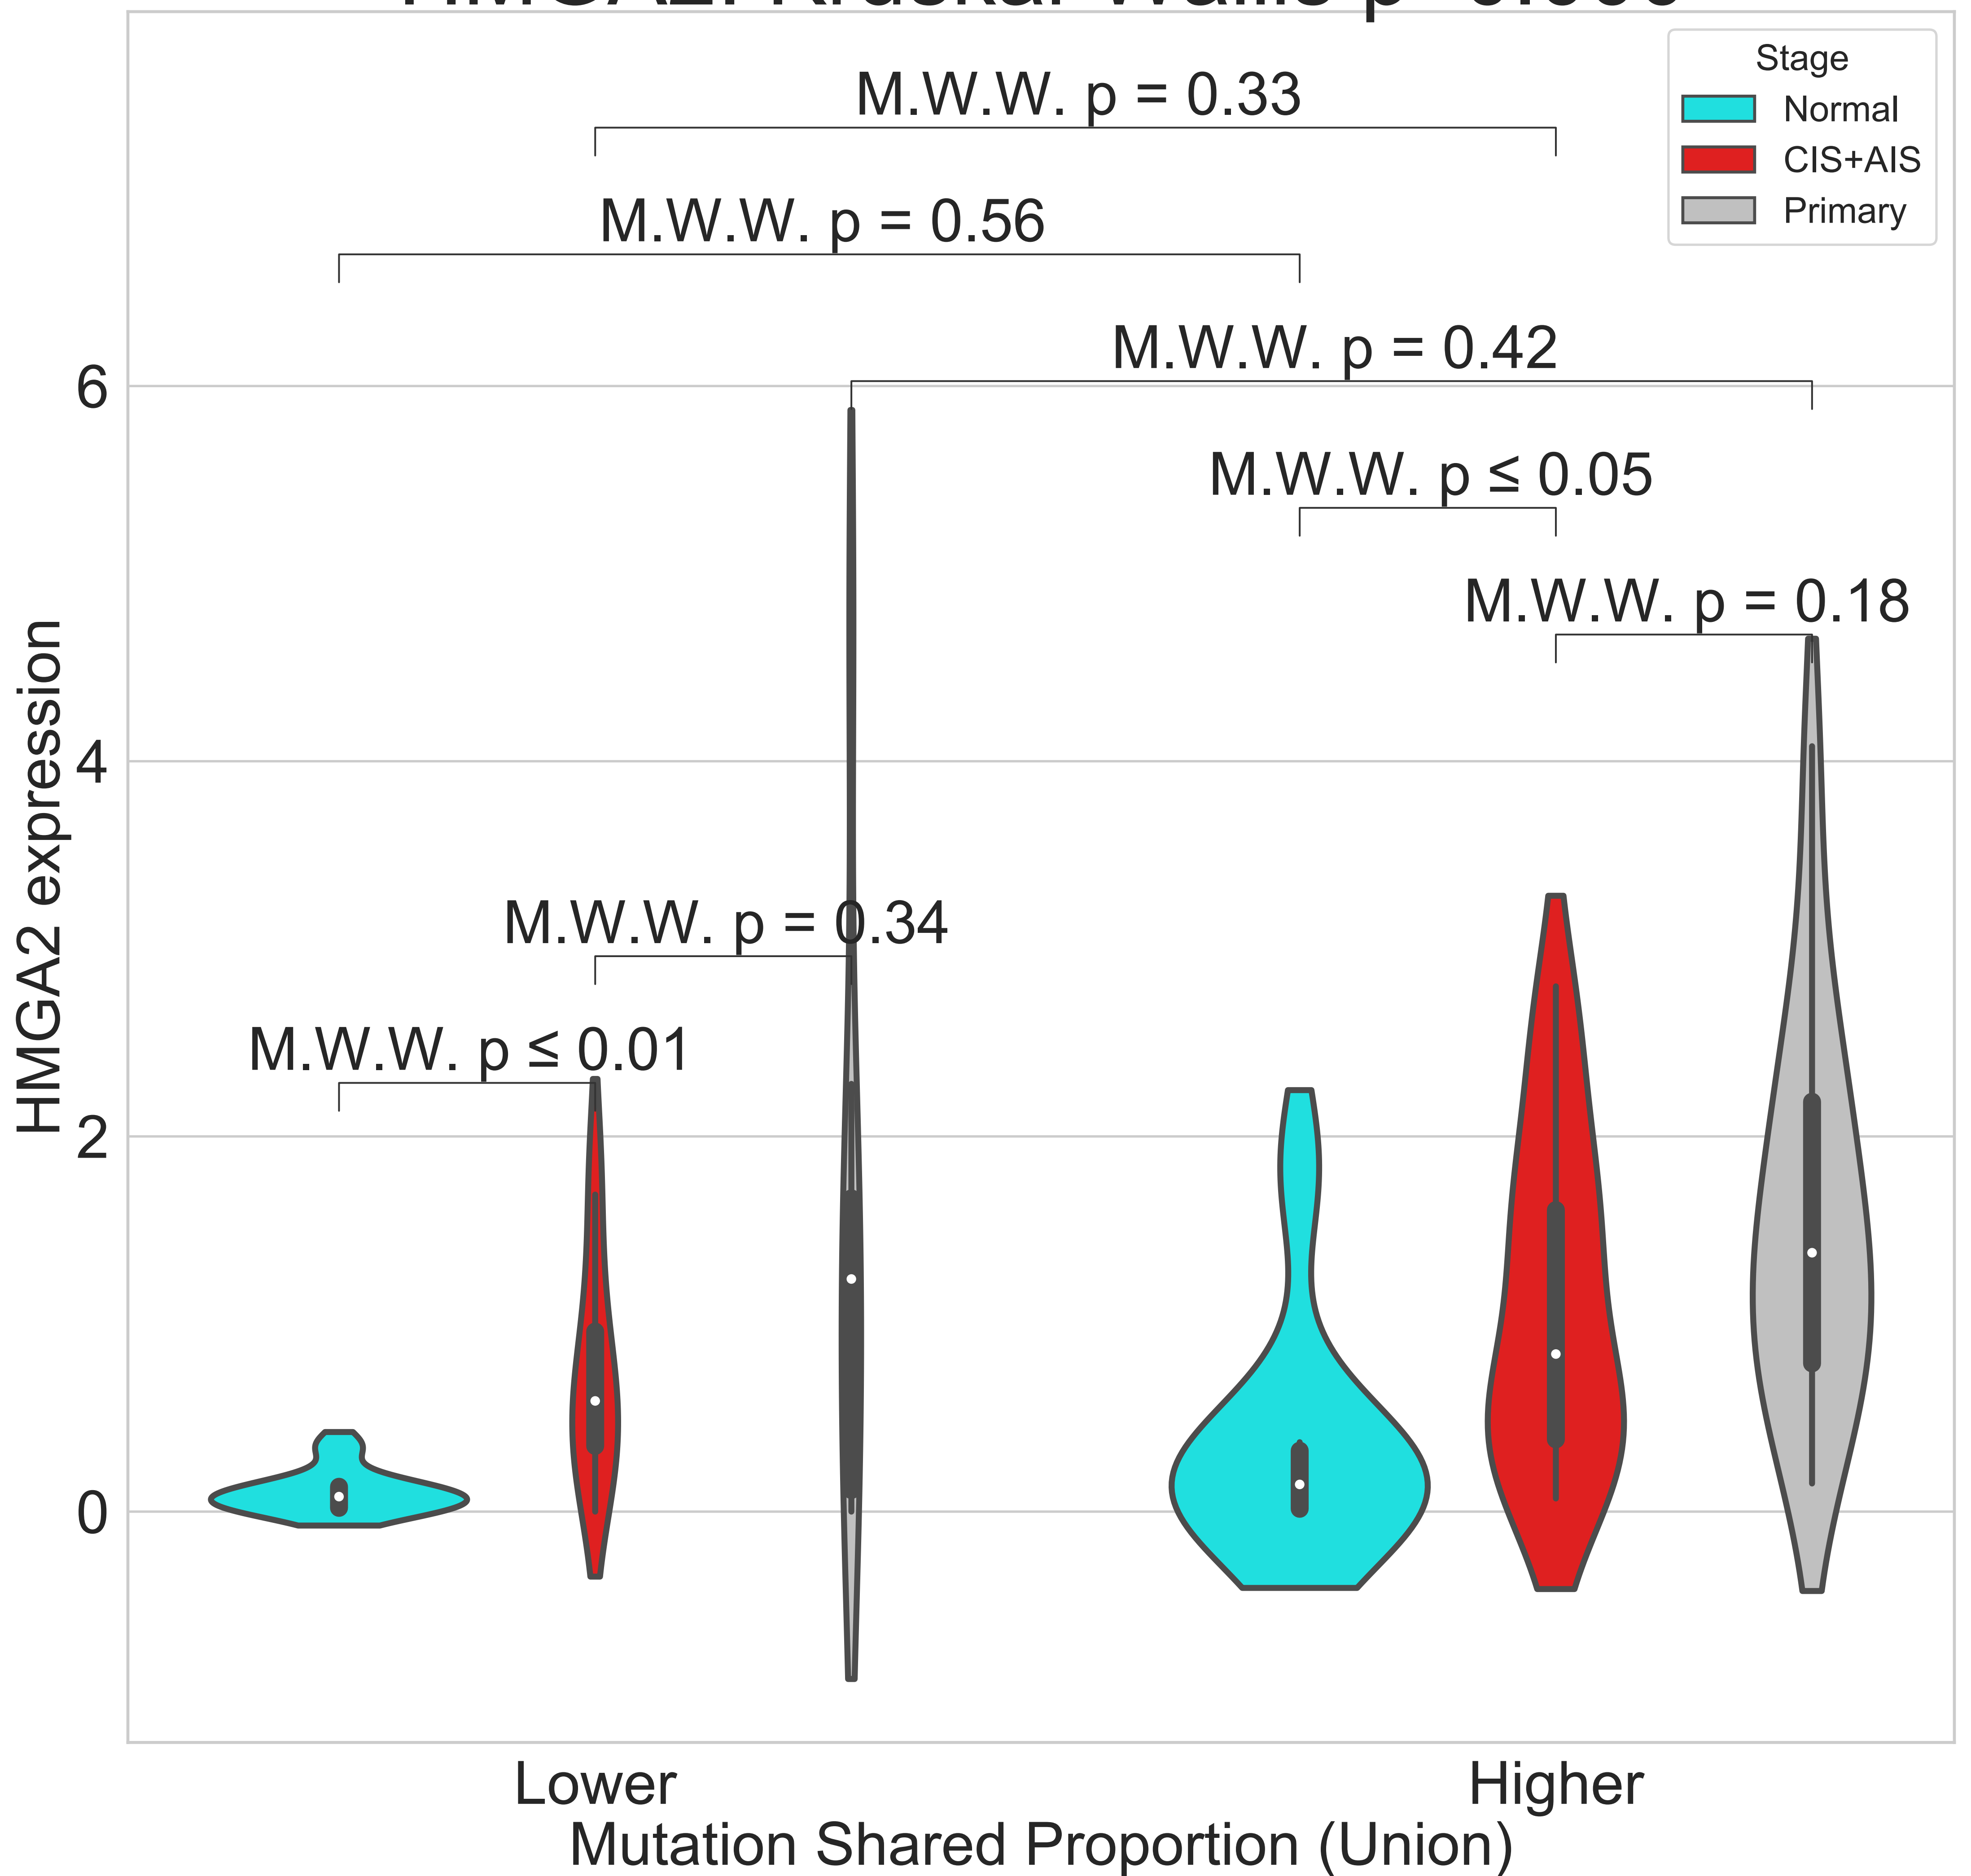 Stage
Normal
CIS+AIS
Primary
M.W.W. p = 0.33
M.W.W. p = 0.56
M.W.W. p = 0.42
M.W.W. p ≤ 0.05
M.W.W. p = 0.18
M.W.W. p = 0.34
M.W.W. p ≤ 0.01
HMGA2 expression
6
4
2
0
Lower
Higher
Mutation Shared Proportion (Union)